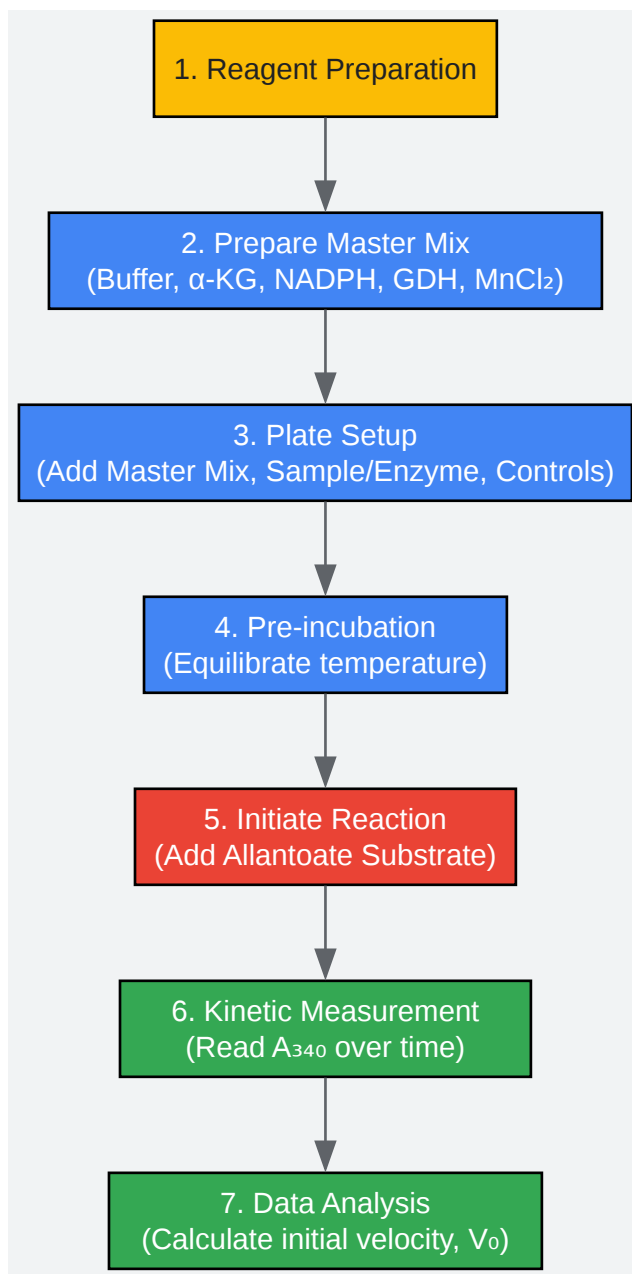 1. Reagent Preparation
2. Prepare Master Mix
(Buffer, α-KG, NADPH, GDH, MnCl₂)
3. Plate Setup
(Add Master Mix, Sample/Enzyme, Controls)
4. Pre-incubation
(Equilibrate temperature)
5. Initiate Reaction
(Add Allantoate Substrate)
6. Kinetic Measurement
(Read A₃₄₀ over time)
7. Data Analysis
(Calculate initial velocity, V₀)